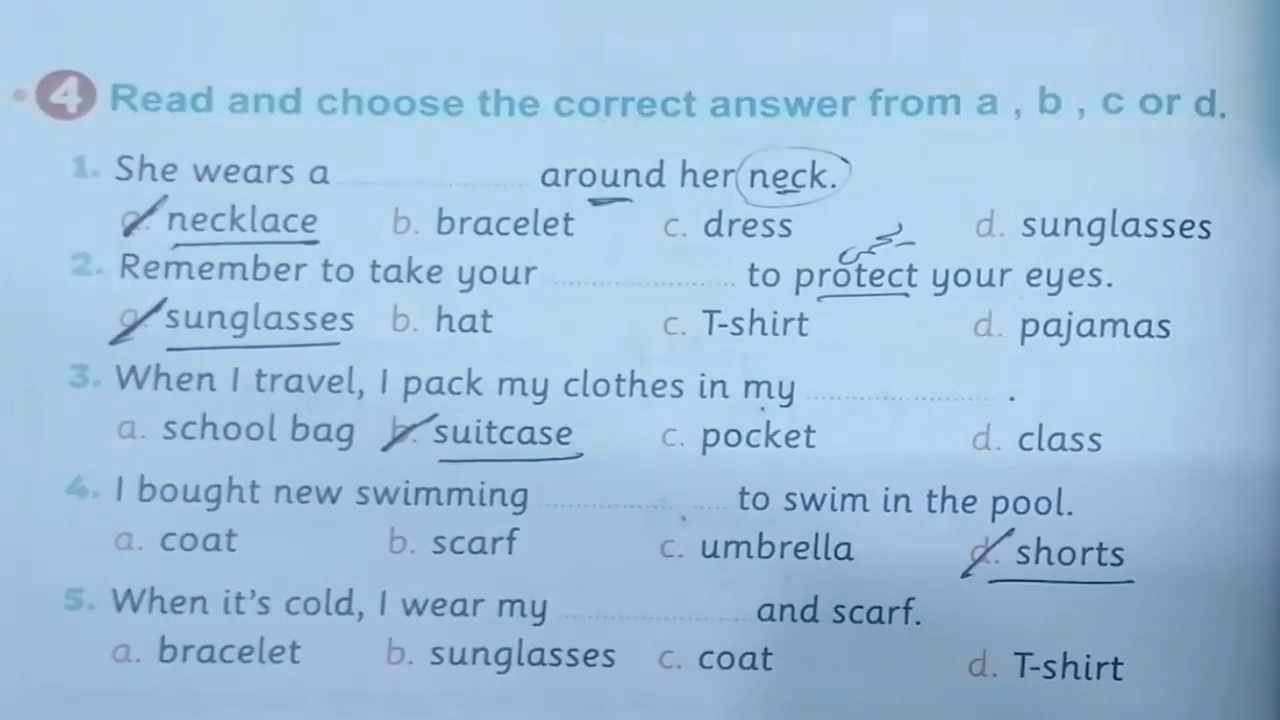 4 Read and choose the correct answer from a , b , c or d.
1. She wears a .................... around her neck.
a. necklace b. bracelet c. dress d. sunglasses
2. Remember to take your .................... to protect your eyes.
a. sunglasses b. hat c. T-shirt d. pajamas
3. When I travel, I pack my clothes in my .................... .
a. school bag b. suitcase c. pocket d. class
4. I bought new swimming .................... to swim in the pool.
a. coat b. scarf c. umbrella d. shorts
5. When it's cold, I wear my .................... and scarf.
a. bracelet b. sunglasses c. coat d. T-shirt